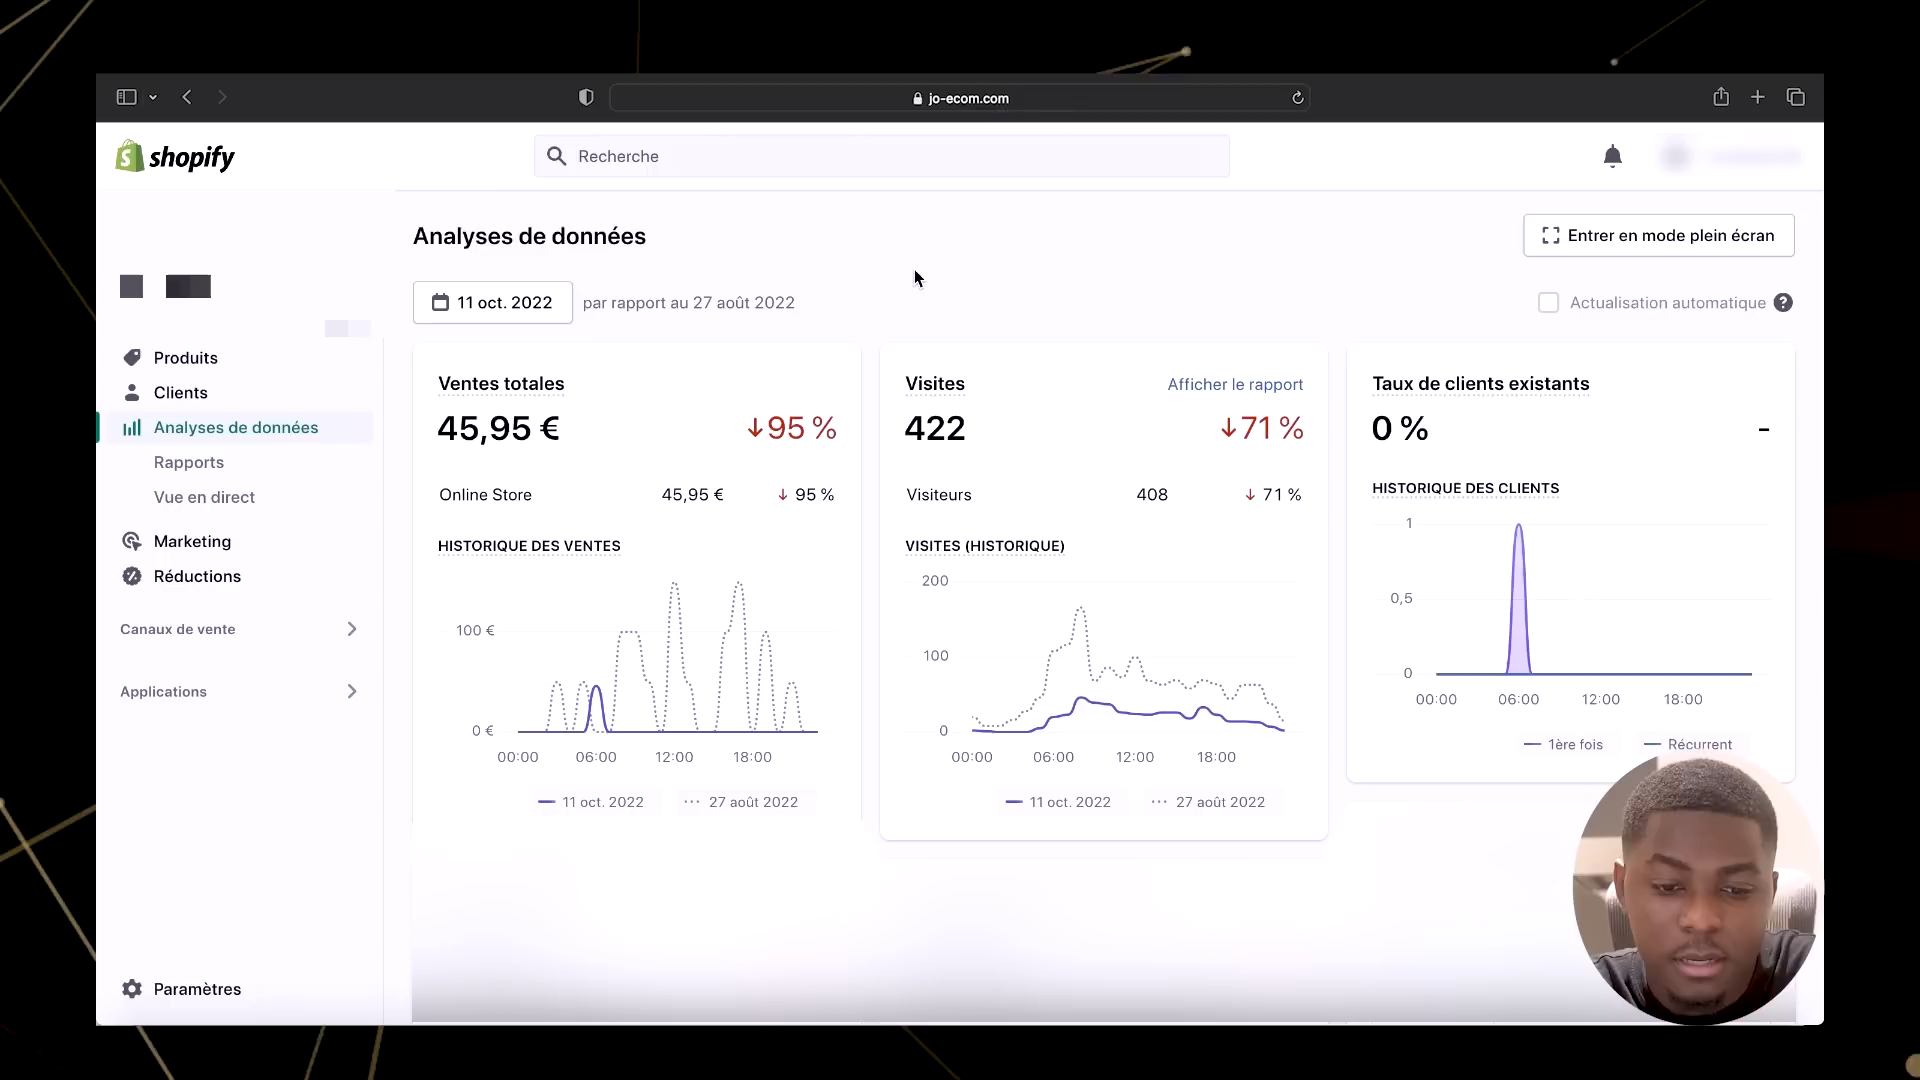 jo-ecom.com
shopify
Recherche
Analyses de données
Entrer en mode plein écran
11 oct. 2022
par rapport au 27 août 2022
Actualisation automatique ?
Produits
Clients
Analyses de données
Rapports
Vue en direct
Marketing
Réductions
Canaux de vente
Applications
Paramètres
Ventes totales
45,95 €
↓95 %
Online Store 45,95 € ↓ 95 %
HISTORIQUE DES VENTES
100 €
0 €
00:00 06:00 12:00 18:00
11 oct. 2022 27 août 2022
Visites
Afficher le rapport
422
↓71 %
Visiteurs 408 ↓ 71 %
VISITES (HISTORIQUE)
200
100
0
00:00 06:00 12:00 18:00
11 oct. 2022 27 août 2022
Taux de clients existants
0 %
-
HISTORIQUE DES CLIENTS
1
0,5
0
00:00 06:00 12:00 18:00
1ère fois Récurrent